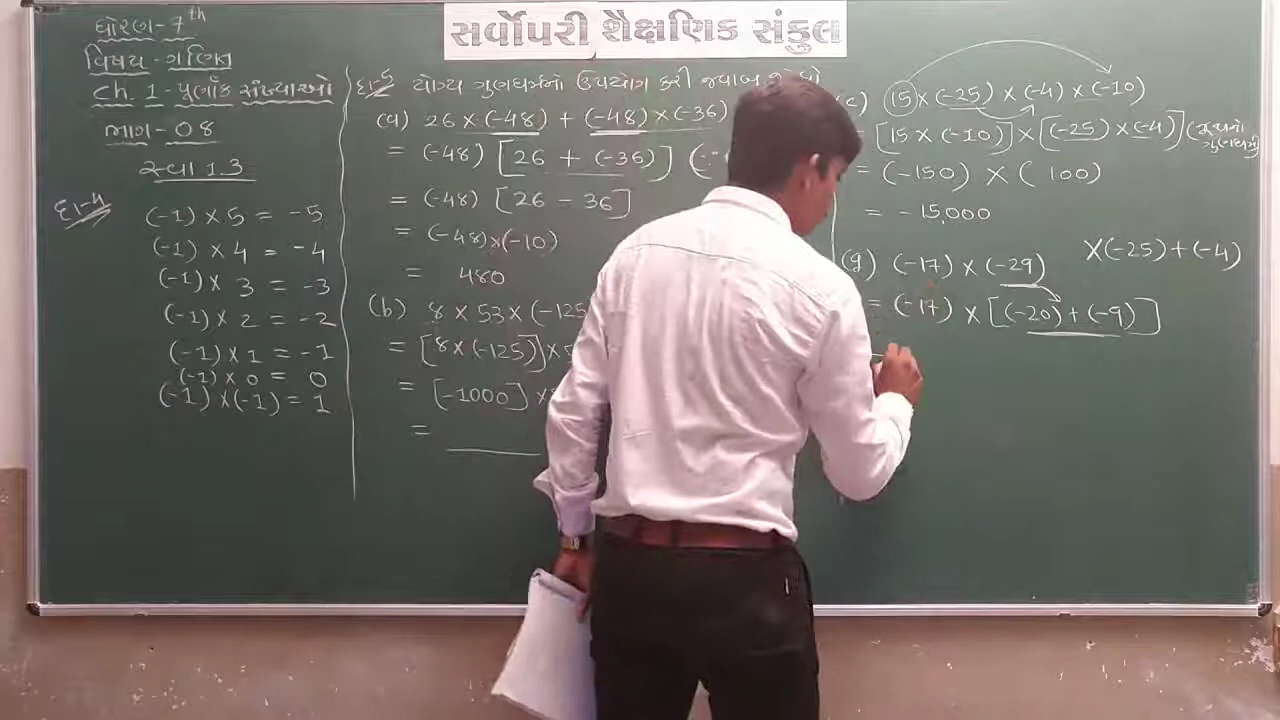 સર્વોપરી શૈક્ષણિક સંકુલ
ધોરણ-7th
વિષય-ગણિત
Ch. 1 - પૂર્ણાંક સંખ્યાઓ
ભાગ-08
સ્વા 1.3
દા-4
(-1) × 5 = -5
(-1) × 4 = -4
(-1) × 3 = -3
(-1) × 2 = -2
(-1) × 1 = -1
(-1) × 0 = 0
(-1) × (-1) = 1
દા-5 યોગ્ય ગુણધર્મનો ઉપયોગ કરી જવાબ
(a) 26 × (-48) + (-48) × (-36)
= (-48) [26 + (-36)]
= (-48) [26 - 36]
= (-48) × (-10)
= 480
(b) 8 × 53 × (-125
= [8 × (-125)] ×
= [-1000] ×
=
(c) 15 × (-25) × (-4) × (-10)
= [15 × (-10)] × [(-25) × (-4)]
= (-150) × (100)
= -15,000
× (-25) + (-4)
(g) (-17) × (-29)
= (-17) × [(-20) + (-9)]